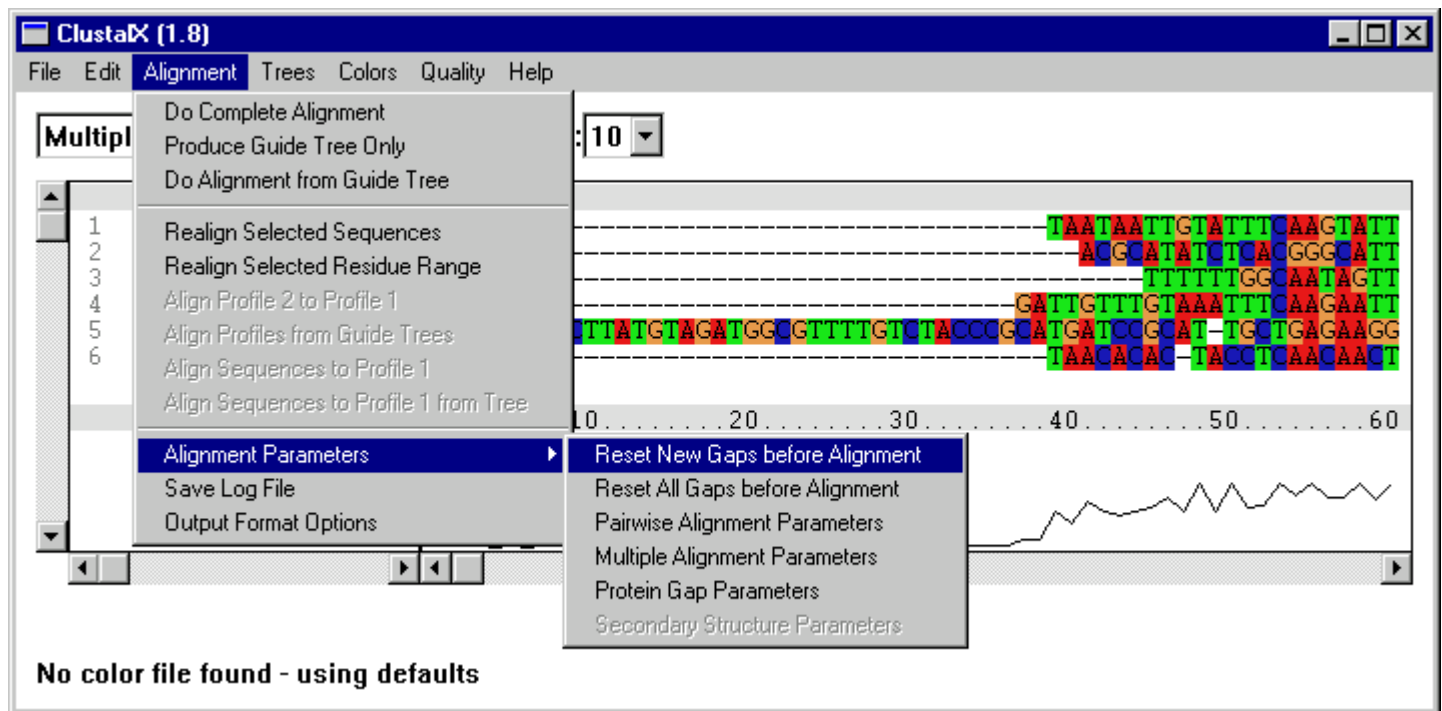 ClustalX (1.8)
File Edit Alignment Trees Colors Quality Help
Multipl
:10
Do Complete Alignment
Produce Guide Tree Only
Do Alignment from Guide Tree
Realign Selected Sequences
Realign Selected Residue Range
Align Profile 2 to Profile 1
Align Profiles from Guide Trees
Align Sequences to Profile 1
Align Sequences to Profile 1 from Tree
Alignment Parameters
Save Log File
Output Format Options
Reset New Gaps before Alignment
Reset All Gaps before Alignment
Pairwise Alignment Parameters
Multiple Alignment Parameters
Protein Gap Parameters
Secondary Structure Parameters
1 -----------------------------TAATAATTGTATTTCAAGTATT
2 -------------------------------ACGCATATCTCACGGGCATT
3 -----------------------------------TTTTTTGGCAATAGTT
4 ---------------------------GATTGTTTGTAAATTTCAAGAATT
5 CTTATGTAGATGGCGTTTTGTCTACCCGCATGATCCGCAT-TGCTGAGAAGG
6 -----------------------------TAACACAC-TACCTCAACAACT
10........20........30........40........50........60
No color file found - using defaults